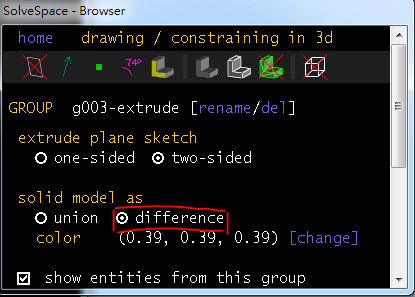 SolveSpace - Browser
home drawing / constraining in 3d
74°
GROUP g003-extrude [rename/del]
extrude plane sketch
one-sided two-sided
solid model as
union difference
color (0.39, 0.39, 0.39) [change]
show entities from this group